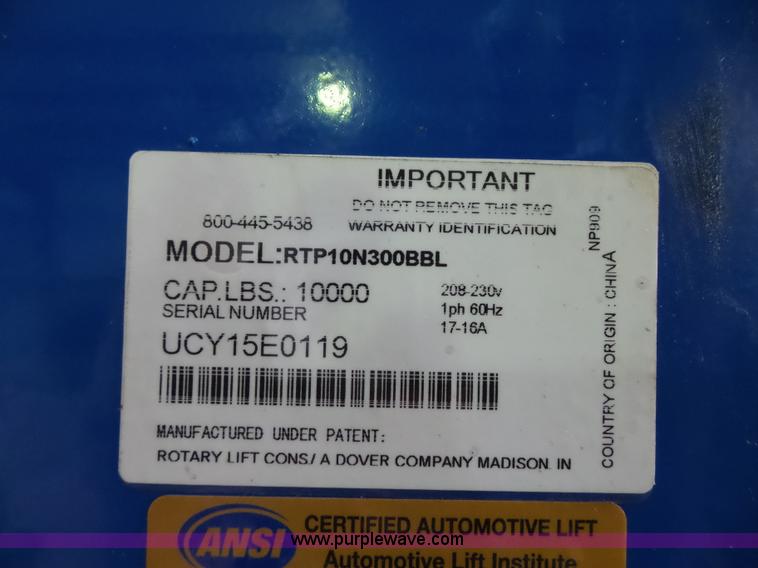 IMPORTANT
DO NOT REMOVE THIS TAG
800-445-5438
WARRANTY IDENTIFICATION
MODEL:RTP10N300BBL
CAP.LBS.: 10000
208-230v
SERIAL NUMBER
1ph 60Hz
17-16A
UCY15E0119
MANUFACTURED UNDER PATENT:
ROTARY LIFT CONS/ A DOVER COMPANY MADISON, IN
COUNTRY OF ORIGIN : CHINA
NP909
ANSI
CERTIFIED AUTOMOTIVE LIFT
www.purplewave.com
Automotive Lift Institute